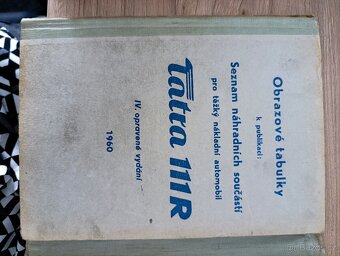 Obrazové tabulky
k publikaci:
Seznam náhradních součástí
pro těžký nákladní automobil
Tatra 111R
IV. opravené vydání
1960